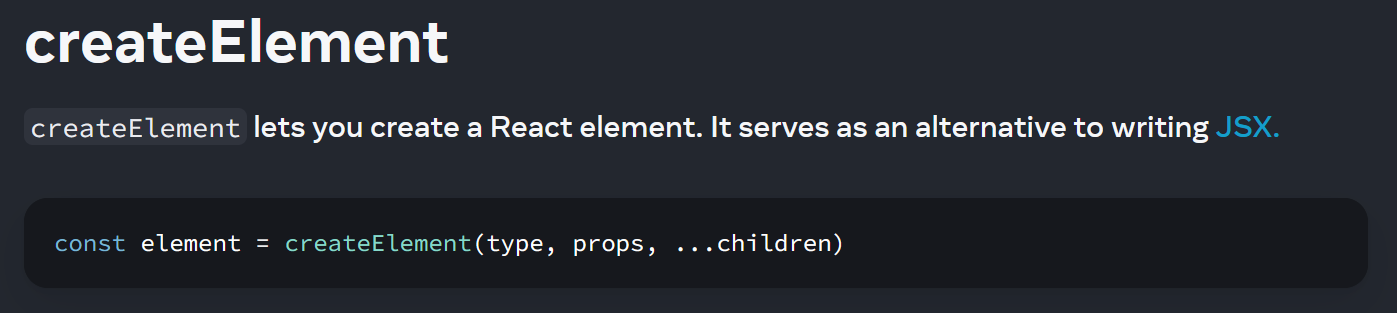 createElement
createElement lets you create a React element. It serves as an alternative to writing JSX.
const element = createElement(type, props, ...children)